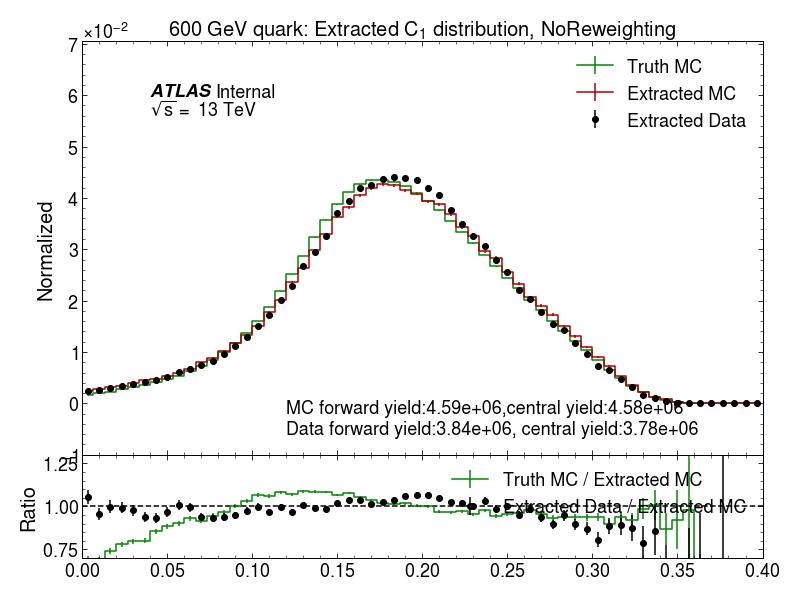 ×10⁻²
600 GeV quark: Extracted C₁ distribution, NoReweighting
7
6
5
4
3
2
1
0
−1
Normalized
ATLAS Internal
√s = 13 TeV
Truth MC
Extracted MC
Extracted Data
MC forward yield:4.59e+06,central yield:4.58e+06
Data forward yield:3.84e+06, central yield:3.78e+06
1.25
1.00
0.75
Ratio
Truth MC / Extracted MC
Extracted Data / Extracted MC
0.00 0.05 0.10 0.15 0.20 0.25 0.30 0.35 0.40